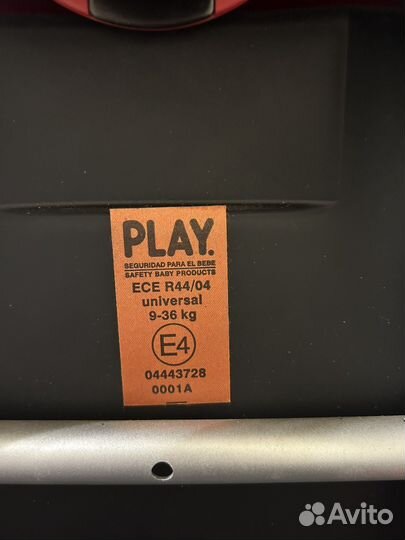 PLAY.
SEGURIDAD PARA EL BEBE
SAFETY BABY PRODUCTS
ECE R44/04
universal
9-36 kg
E4
04443728
0001A
Avito